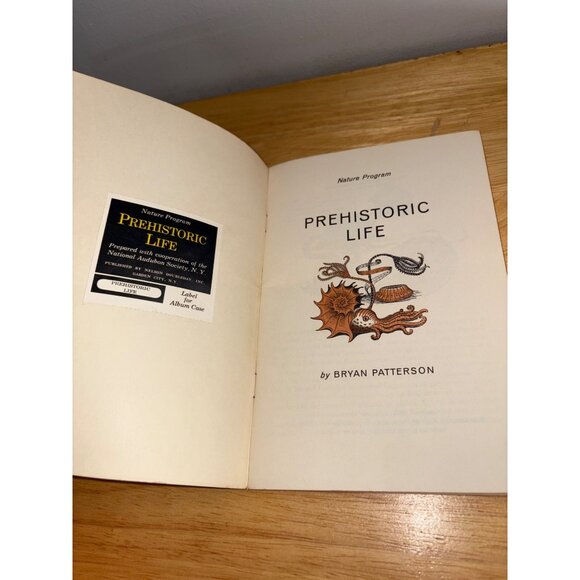 Nature Program
PREHISTORIC
LIFE
Prepared with cooperation of the
National Audubon Society, N. Y.
PUBLISHED BY NELSON DOUBLEDAY, INC.
GARDEN CITY, N.Y.
PREHISTORIC
LIFE
Label
for
Album Case
Nature Program
PREHISTORIC
LIFE
by BRYAN PATTERSON